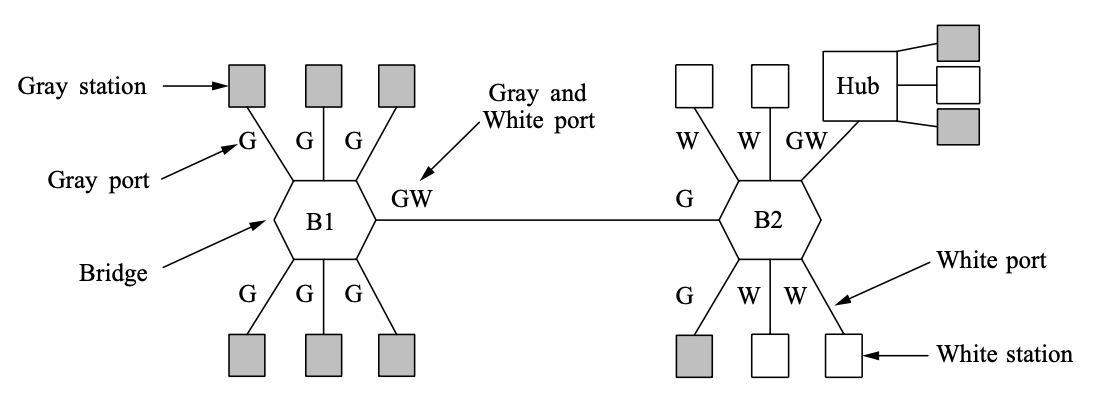 Gray station
Gray port
Bridge
G G G
B1
G G G
Gray and
White port
GW
G
W W GW
Hub
B2
G W W
White port
White station